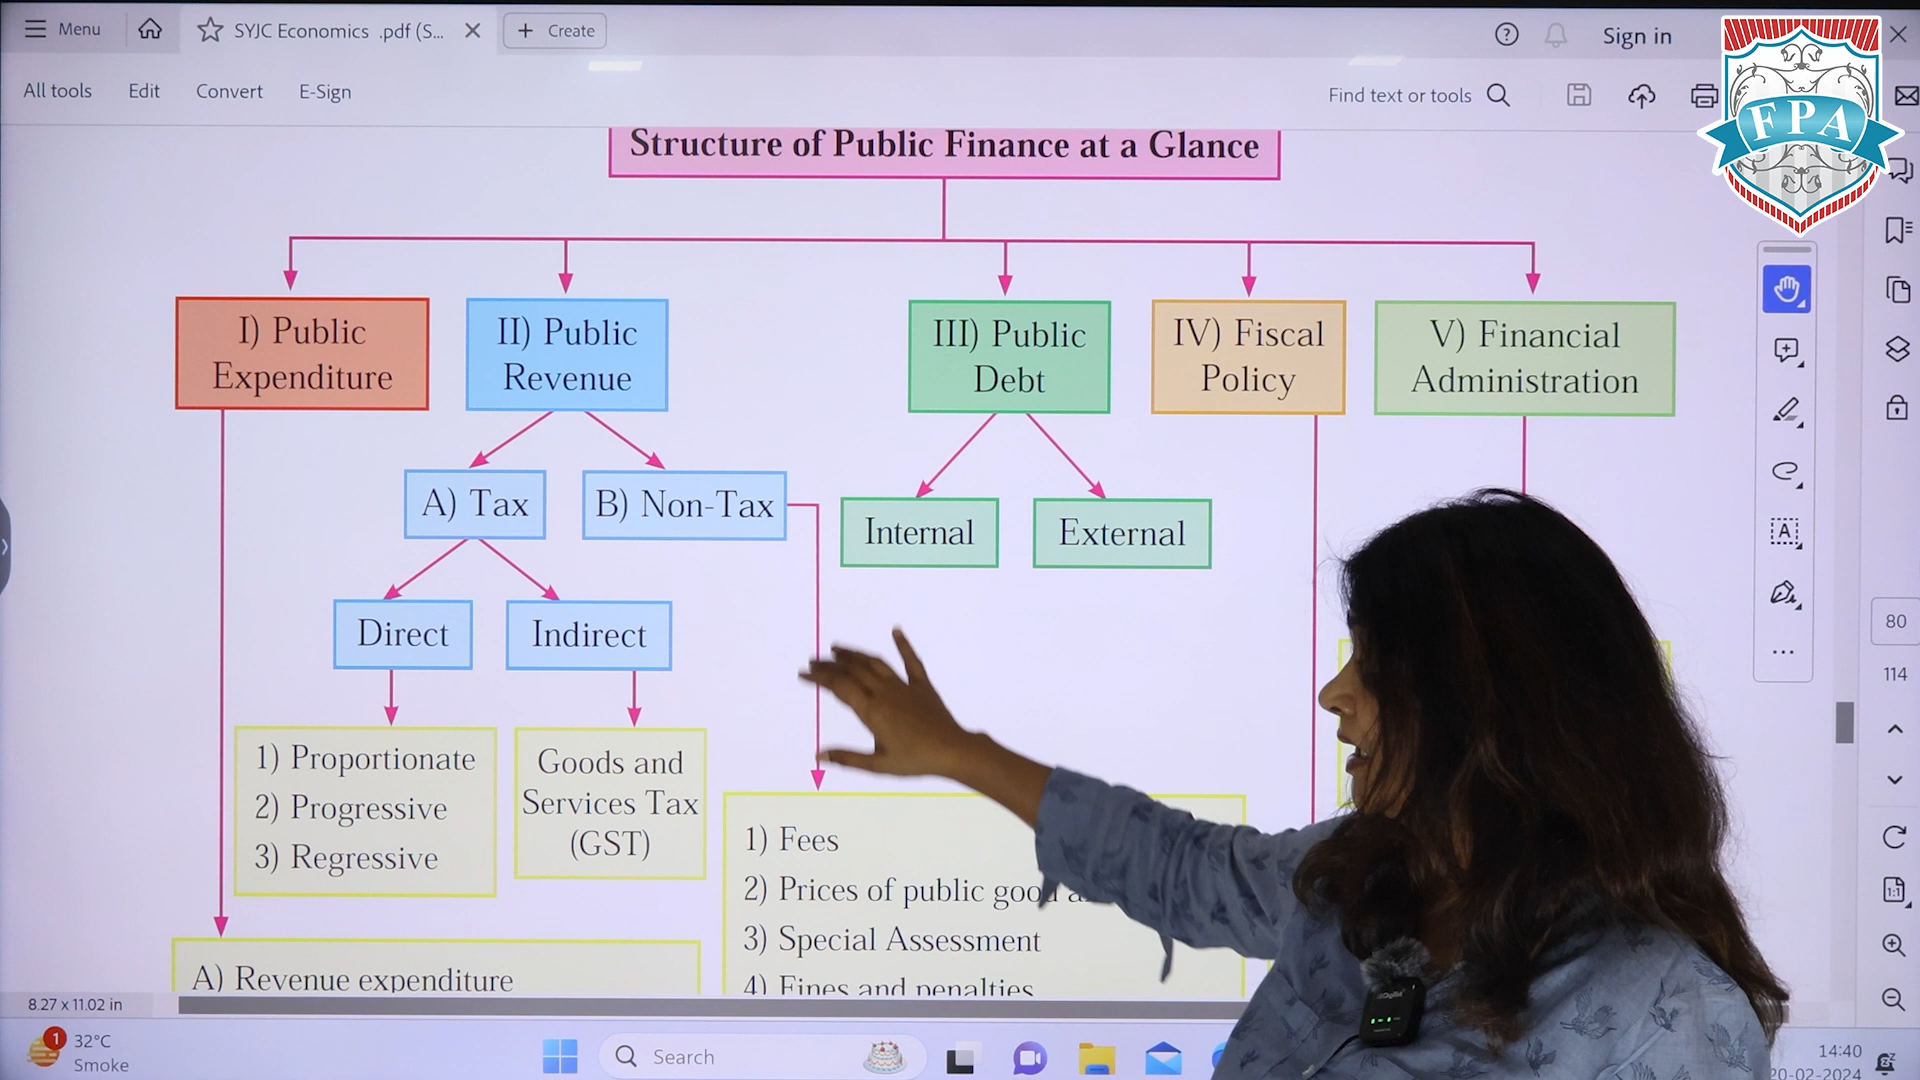 Menu
SYJC Economics .pdf (S...
Create
Sign in
All tools
Edit
Convert
E-Sign
Find text or tools
FPA
Structure of Public Finance at a Glance
I) Public
Expenditure
II) Public
Revenue
III) Public
Debt
IV) Fiscal
Policy
V) Financial
Administration
A) Tax
B) Non-Tax
Internal
External
Direct
Indirect
1) Proportionate
2) Progressive
3) Regressive
Goods and
Services Tax
(GST)
1) Fees
2) Prices of public good a
3) Special Assessment
4) Fines and penalties
A) Revenue expenditure
80
114
8.27 x 11.02 in
1
32°C
Smoke
Search
14:40
20-02-2024